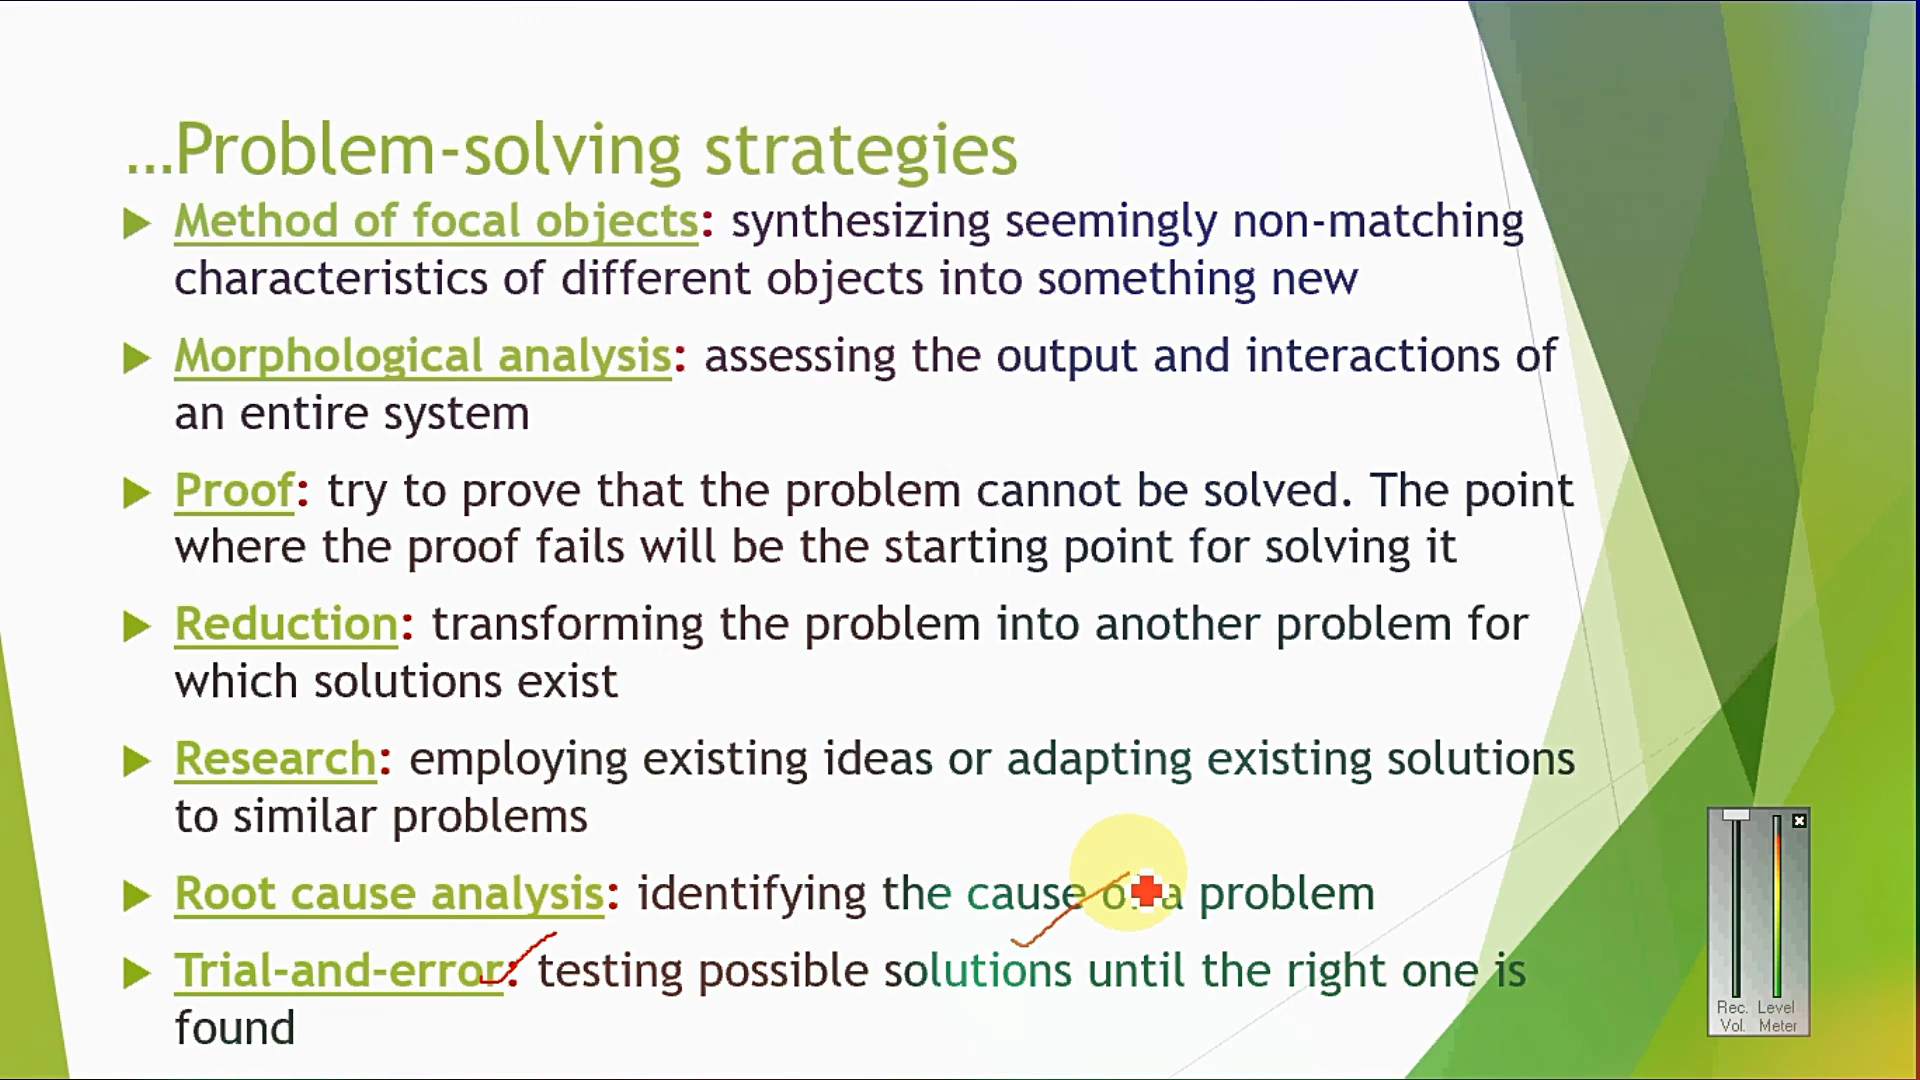 ...Problem-solving strategies
Method of focal objects: synthesizing seemingly non-matching
characteristics of different objects into something new
Morphological analysis: assessing the output and interactions of
an entire system
Proof: try to prove that the problem cannot be solved. The point
where the proof fails will be the starting point for solving it
Reduction: transforming the problem into another problem for
which solutions exist
Research: employing existing ideas or adapting existing solutions
to similar problems
Root cause analysis: identifying the cause of a problem
Trial-and-error: testing possible solutions until the right one is
found
Rec. Level
Vol. Meter